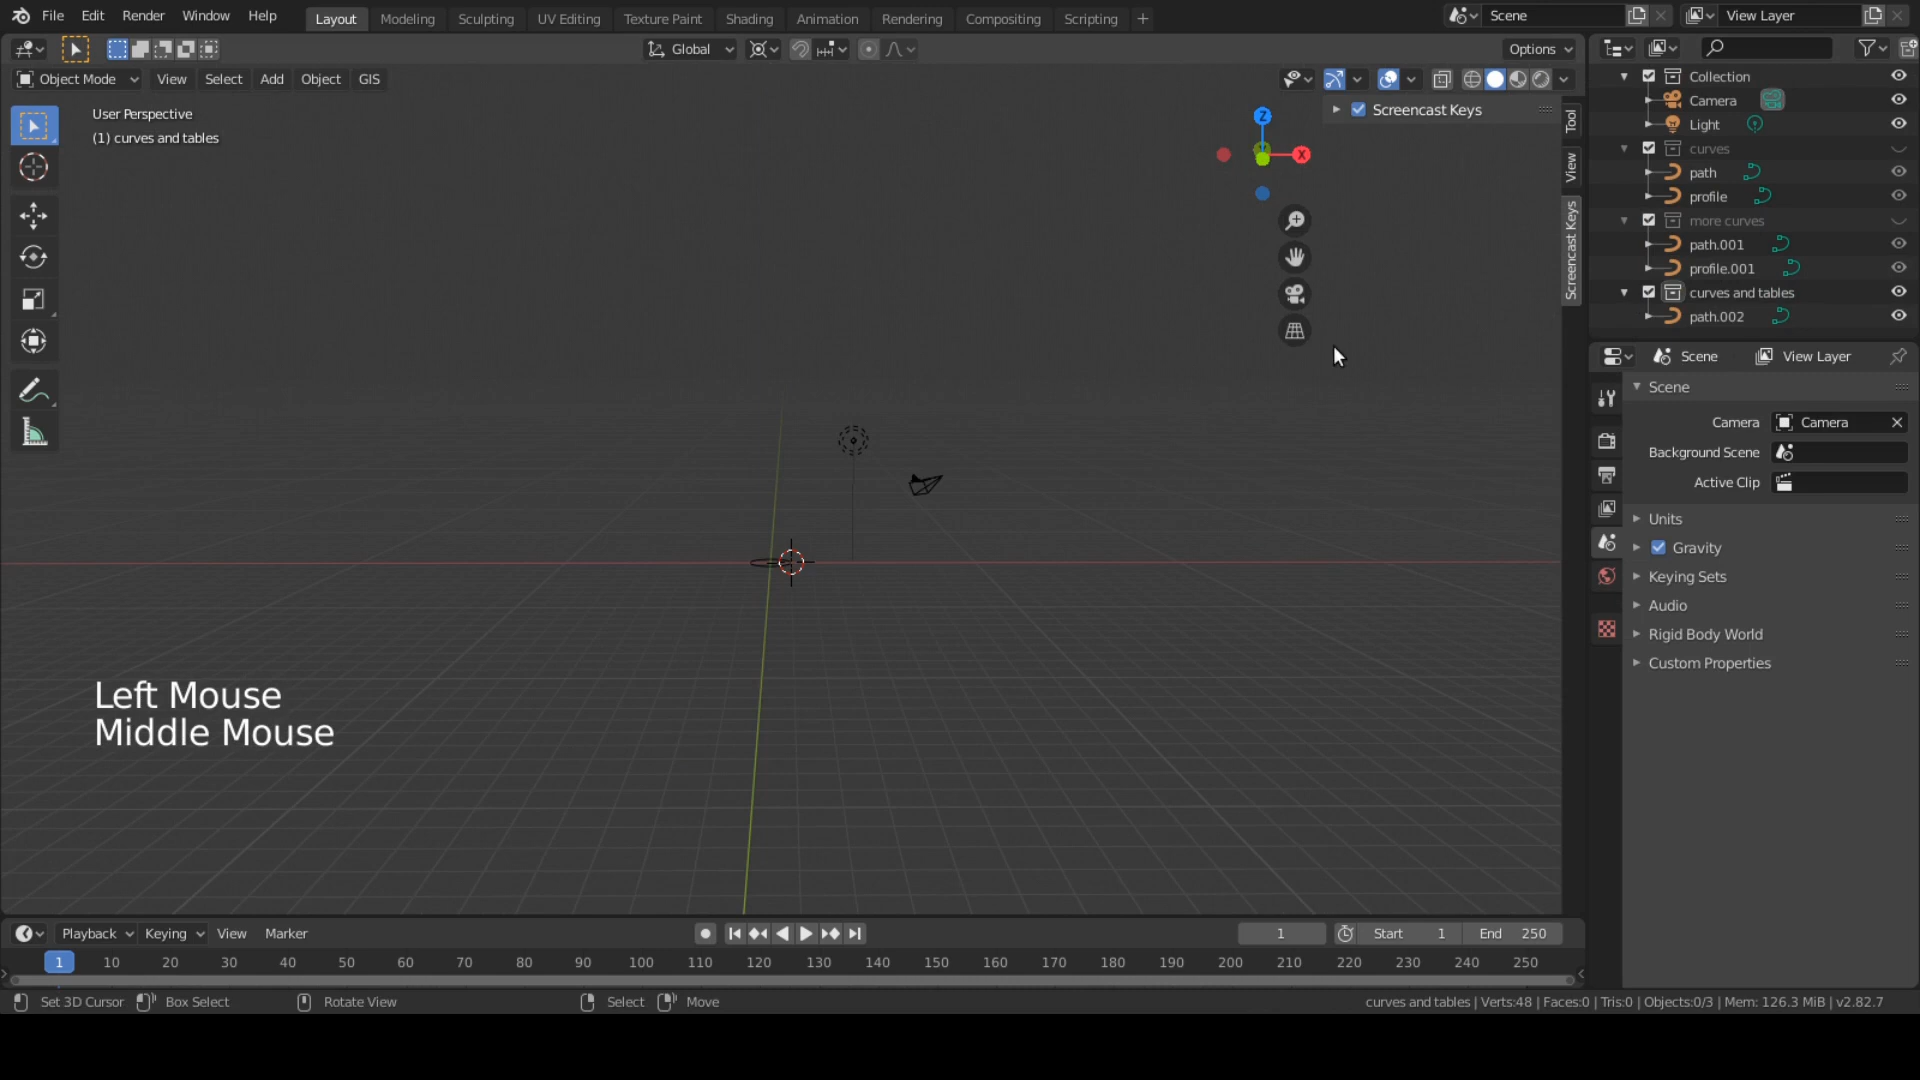 File Edit Render Window Help Layout Modeling Sculpting UV Editing Texture Paint Shading Animation Rendering Compositing Scripting + Scene View Layer
Global Options
Object Mode View Select Add Object GIS
User Perspective
(1) curves and tables
Z
X
Screencast Keys
Tool
View
Screencast Keys
Collection
Camera
Light
curves
path
profile
more curves
path.001
profile.001
curves and tables
path.002
Scene View Layer
Scene
Camera Camera
Background Scene
Active Clip
Units
Gravity
Keying Sets
Audio
Rigid Body World
Custom Properties
Left Mouse
Middle Mouse
Playback Keying View Marker 1 Start 1 End 250
1 10 20 30 40 50 60 70 80 90 100 110 120 130 140 150 160 170 180 190 200 210 220 230 240 250
Set 3D Cursor Box Select Rotate View Select Move curves and tables | Verts:48 | Faces:0 | Tris:0 | Objects:0/3 | Mem: 126.3 MiB | v2.82.7